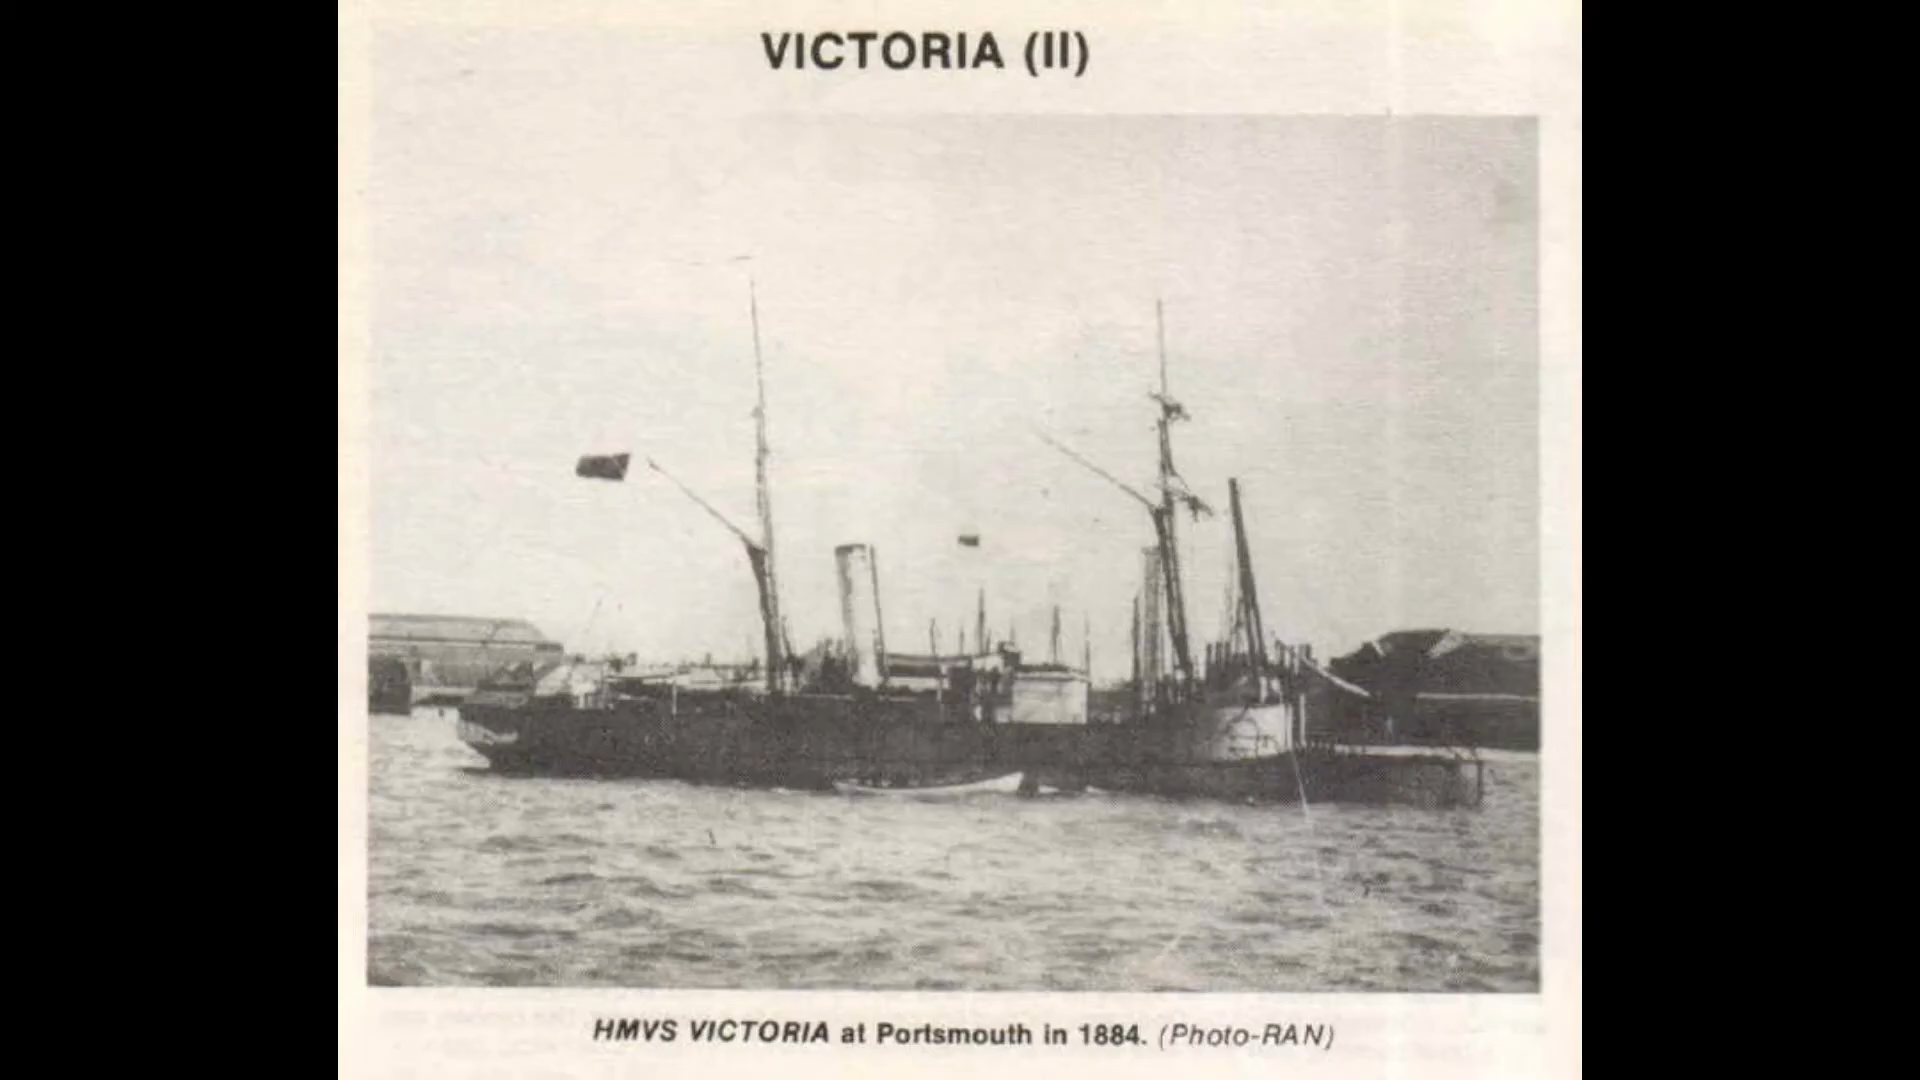 VICTORIA (II)
HMVS VICTORIA at Portsmouth in 1884. (Photo-RAN)